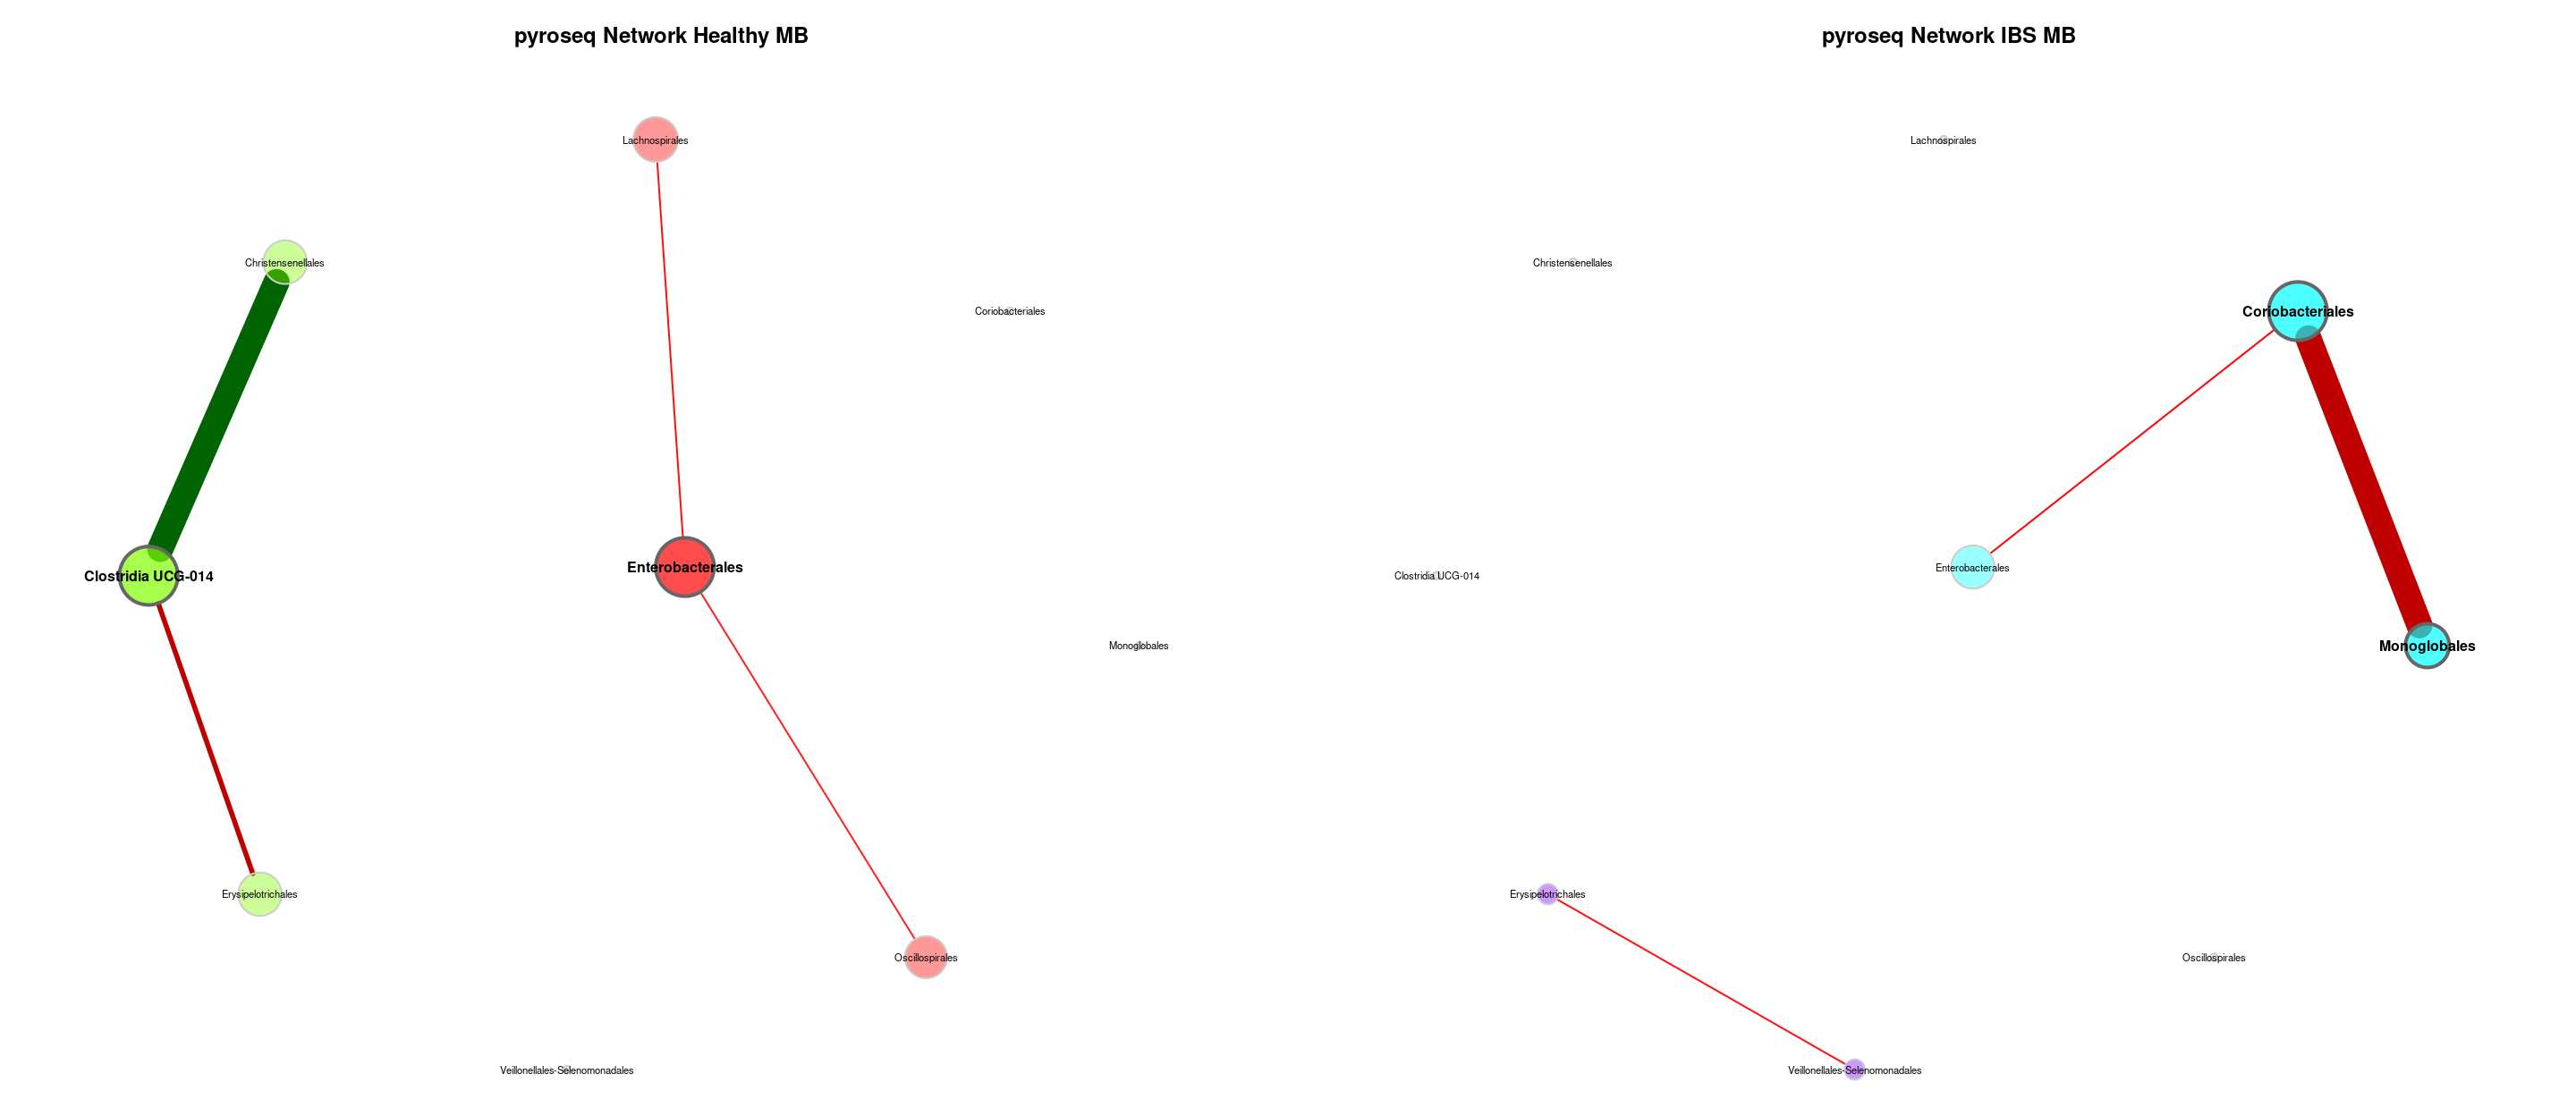 pyroseq Network Healthy MB
Lachnospirales
Christensenellales
Coriobacteriales
Enterobacterales
Clostridia UCG-014
Monoglobales
Erysipelotrichales
Oscillospirales
Veillonellales-Selenomonadales
pyroseq Network IBS MB
Lachnospirales
Christensenellales
Coriobacteriales
Enterobacterales
Clostridia UCG-014
Monoglobales
Erysipelotrichales
Oscillospirales
Veillonellales-Selenomonadales